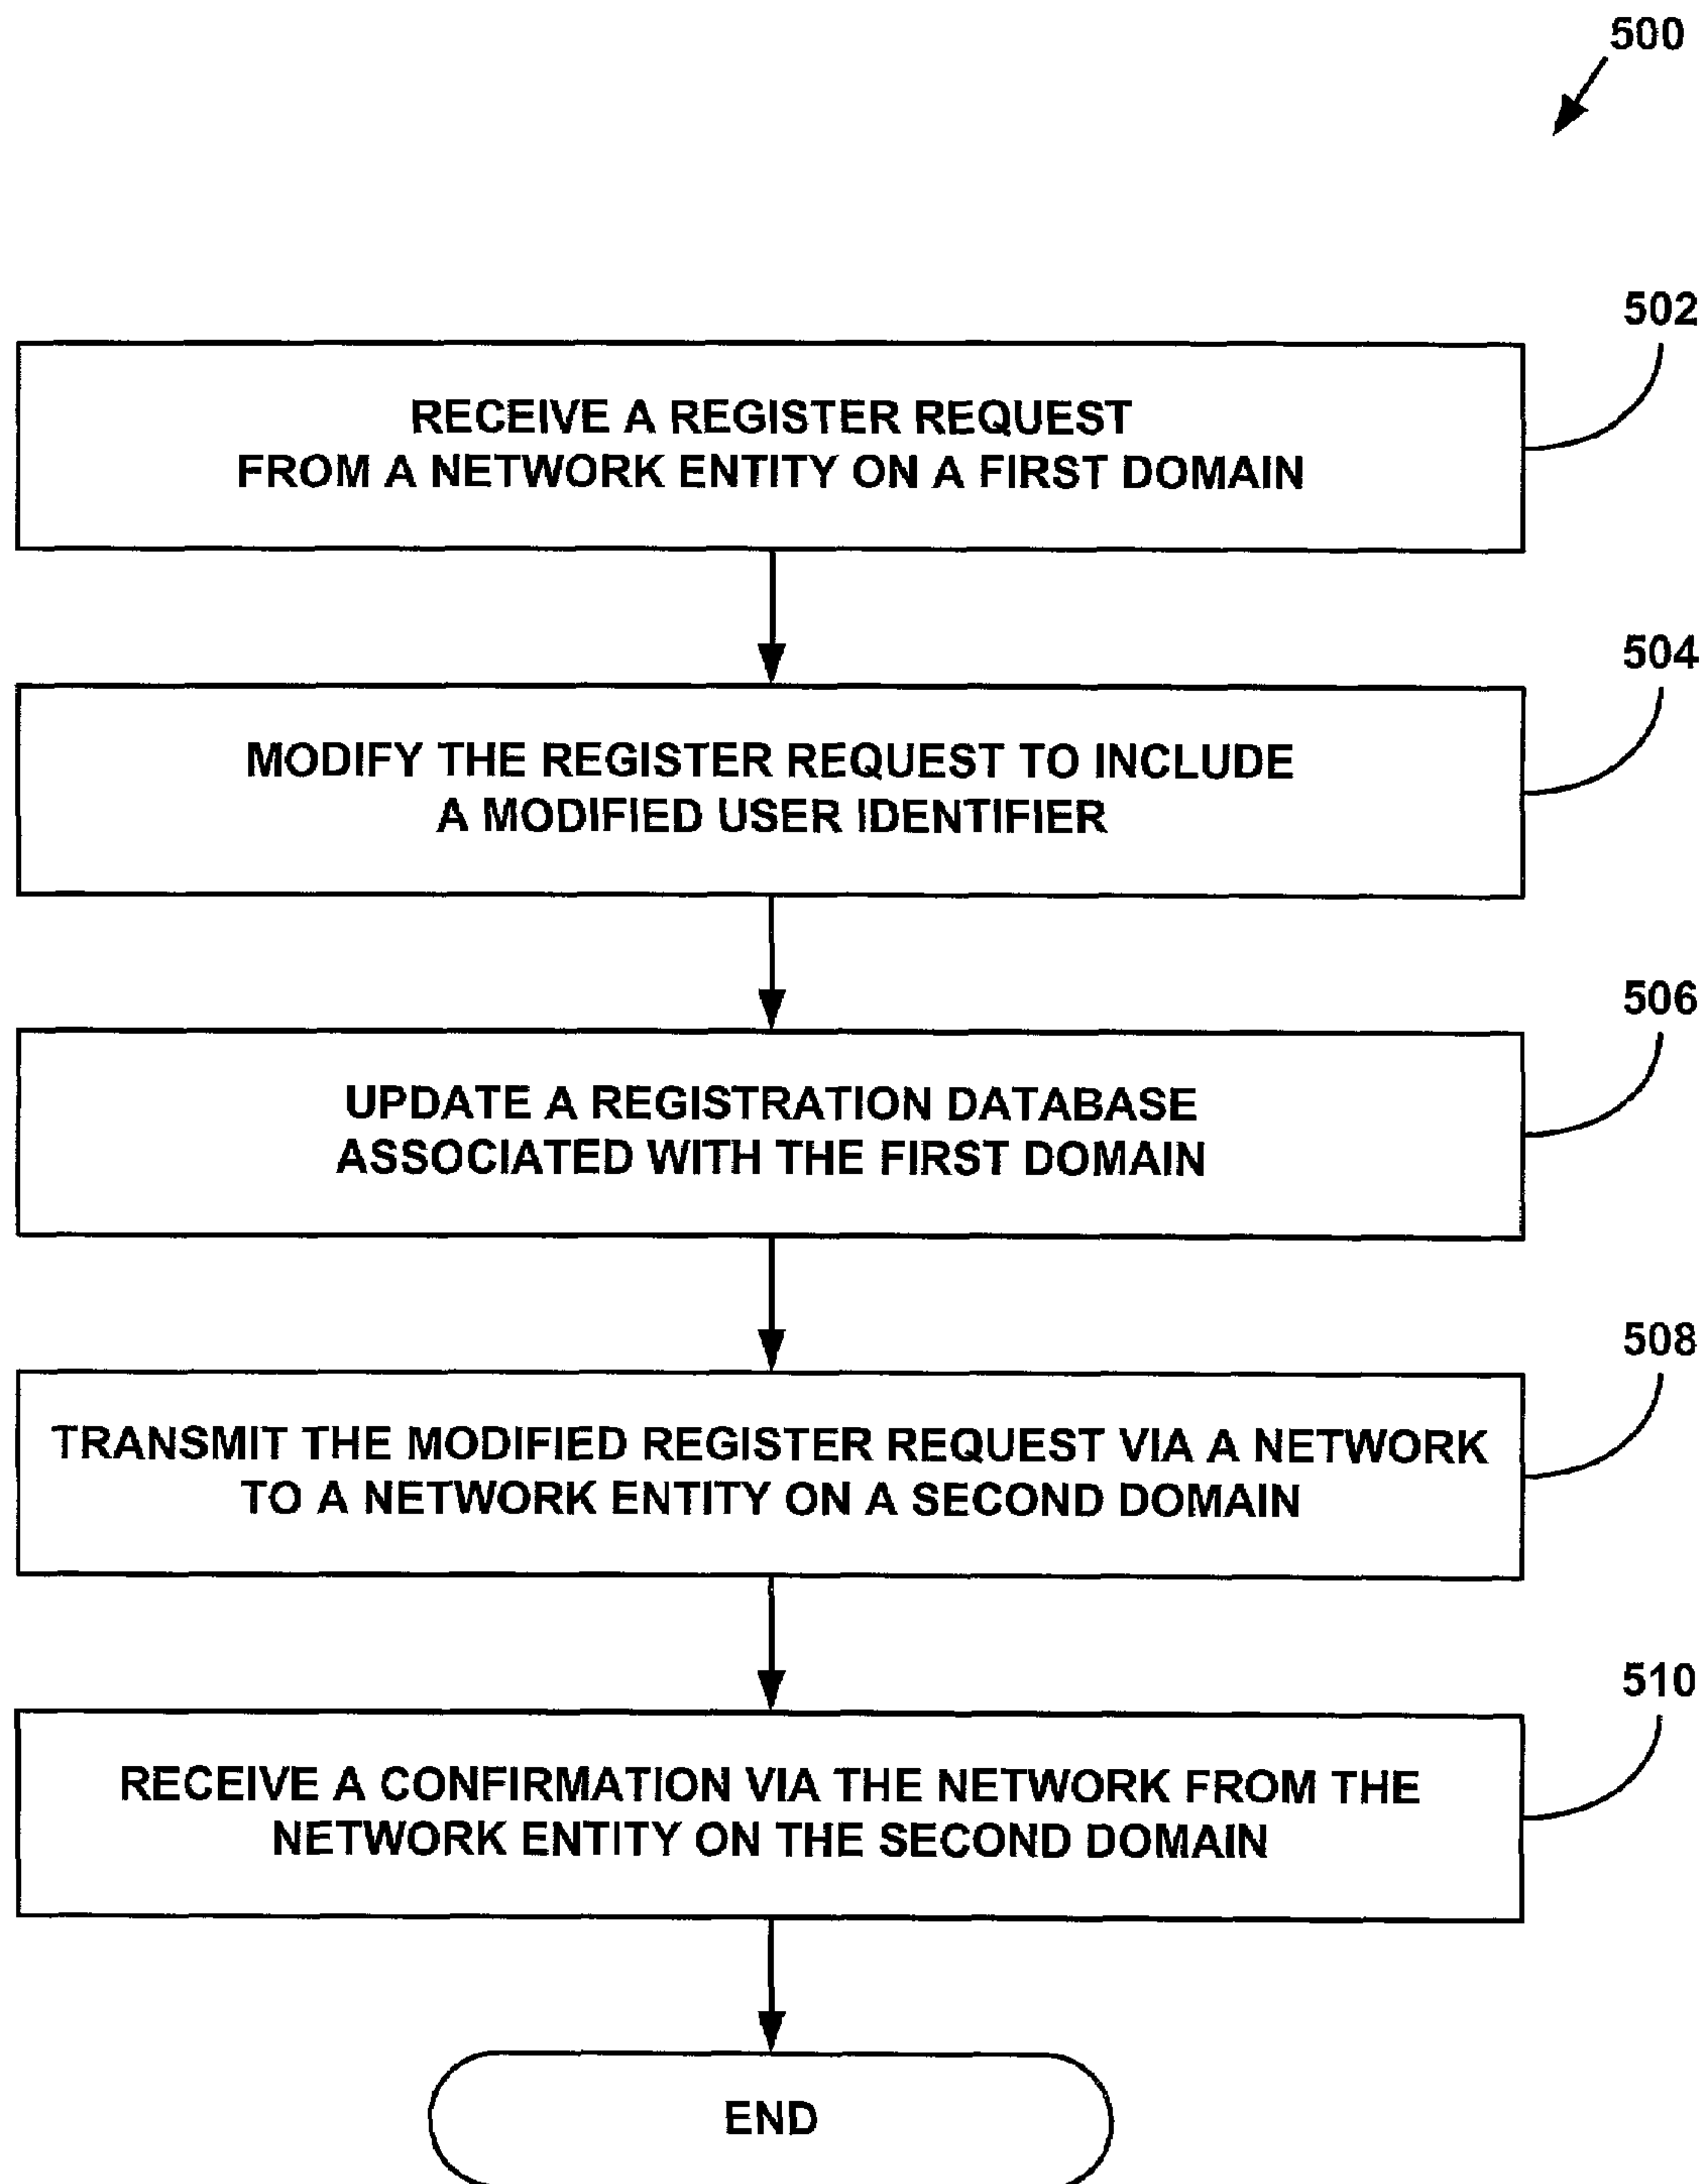 500
502
RECEIVE A REGISTER REQUEST
FROM A NETWORK ENTITY ON A FIRST DOMAIN
504
MODIFY THE REGISTER REQUEST TO INCLUDE
A MODIFIED USER IDENTIFIER
506
UPDATE A REGISTRATION DATABASE
ASSOCIATED WITH THE FIRST DOMAIN
508
TRANSMIT THE MODIFIED REGISTER REQUEST VIA A NETWORK
TO A NETWORK ENTITY ON A SECOND DOMAIN
510
RECEIVE A CONFIRMATION VIA THE NETWORK FROM THE
NETWORK ENTITY ON THE SECOND DOMAIN
END